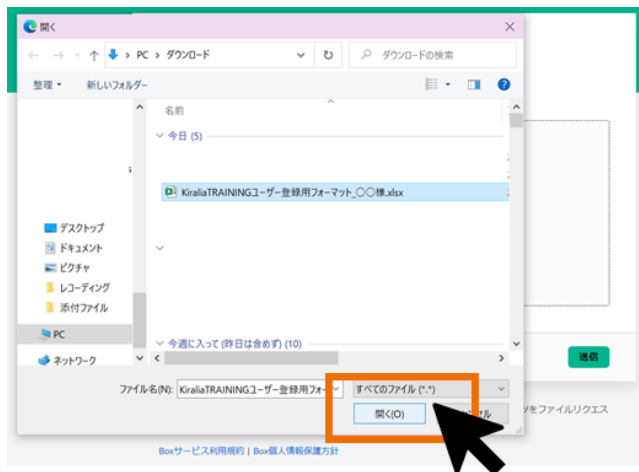 開く
PC › ダウンロード
ダウンロードの検索
整理
新しいフォルダー
名前
今日 (5)
KiraliaTRAININGユーザー登録用フォーマット_〇〇様.xlsx
デスクトップ
ドキュメント
ピクチャ
レコーディング
添付ファイル
PC
ネットワーク
今週に入って (昨日は含めず) (10)
送信
ファイル名(N):
KiraliaTRAININGユーザー登録用フォー
すべてのファイル (*.*)
開く(O)
をファイルリクエス
Boxサービス利用規約 | Box個人情報保護方針